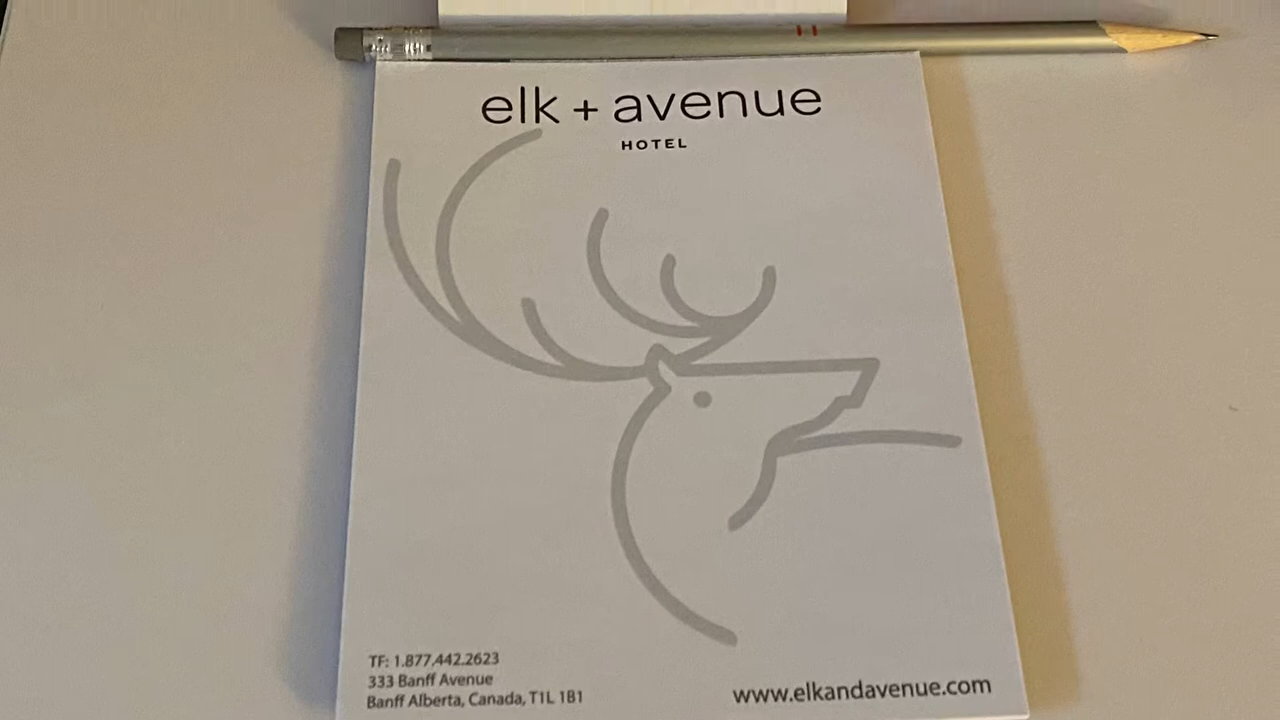 elk + avenue
HOTEL
TF: 1.877.442.2623
333 Banff Avenue
Banff Alberta, Canada, T1L 1B1
www.elkandavenue.com